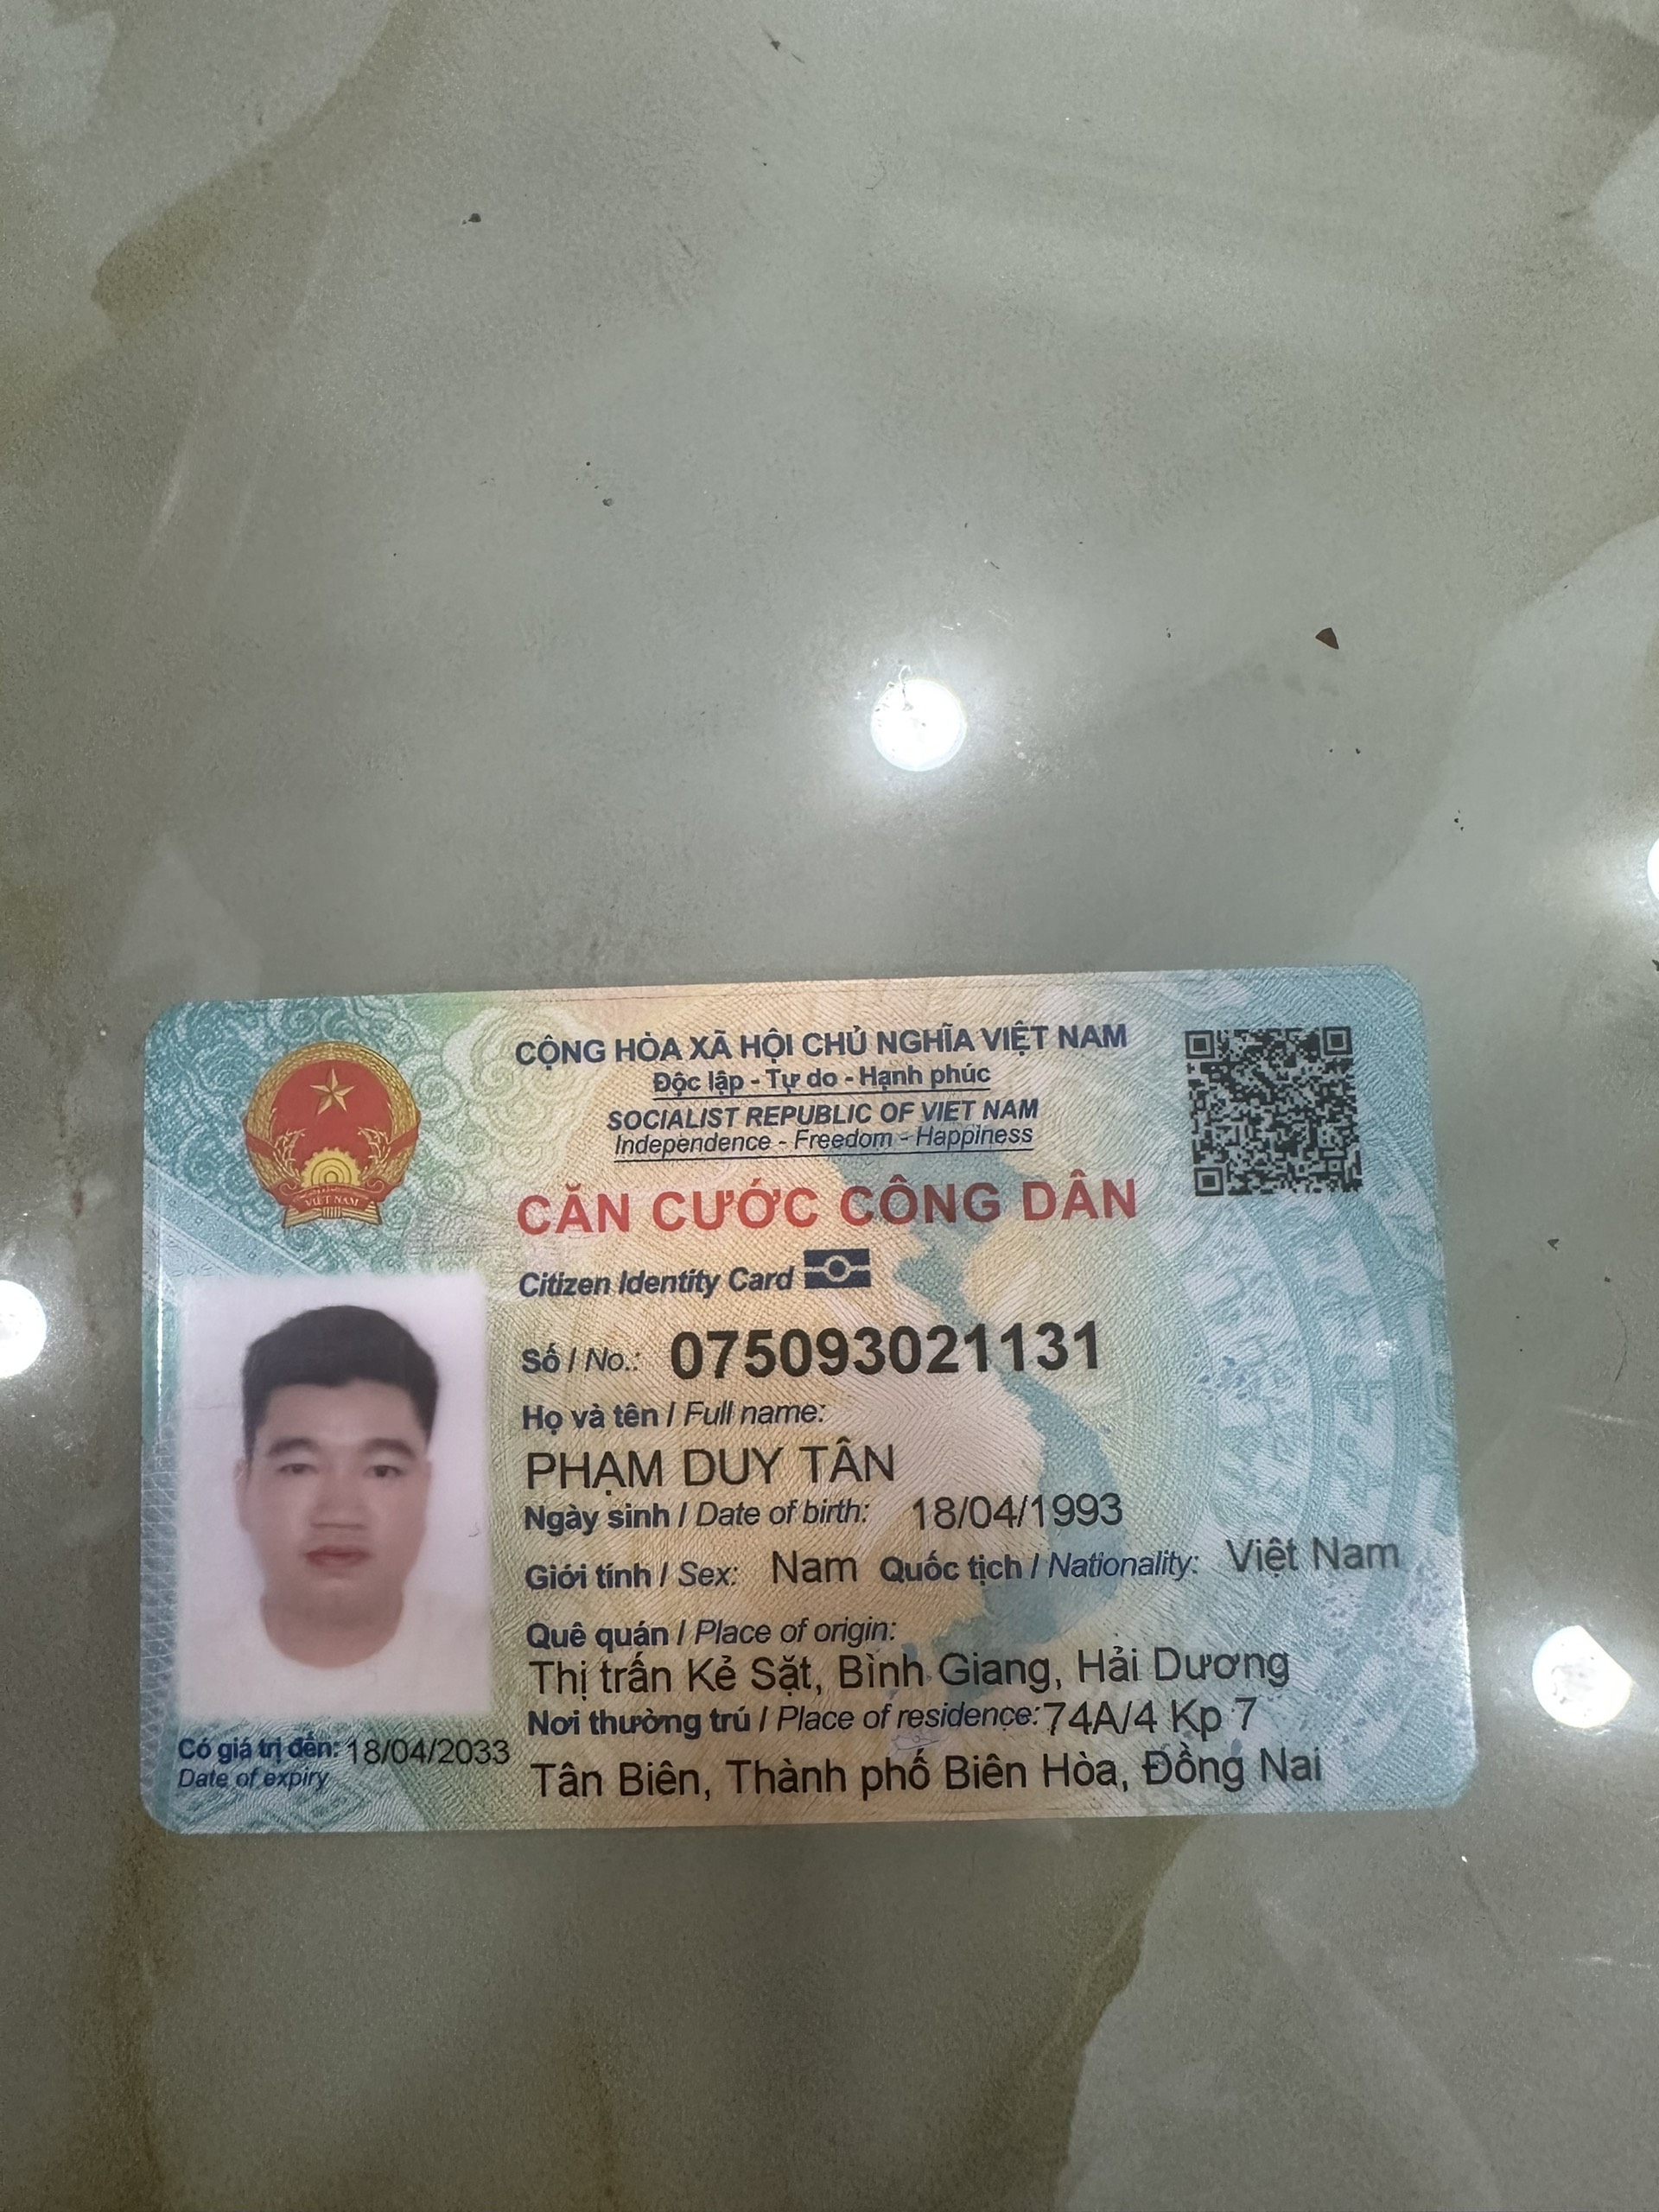 CỘNG HÒA XÃ HỘI CHỦ NGHĨA VIỆT NAM
Độc lập - Tự do - Hạnh phúc
SOCIALIST REPUBLIC OF VIET NAM
Independence - Freedom - Happiness
VIET NAM
CĂN CƯỚC CÔNG DÂN
Citizen Identity Card
Số / No.: 075093021131
Họ và tên / Full name:
PHẠM DUY TÂN
Ngày sinh / Date of birth: 18/04/1993
Giới tính / Sex: Nam Quốc tịch / Nationality: Việt Nam
Quê quán / Place of origin:
Thị trấn Kẻ Sặt, Bình Giang, Hải Dương
Nơi thường trú / Place of residence: 74A/4 Kp 7
Tân Biên, Thành phố Biên Hòa, Đồng Nai
Có giá trị đến: 18/04/2033
Date of expiry